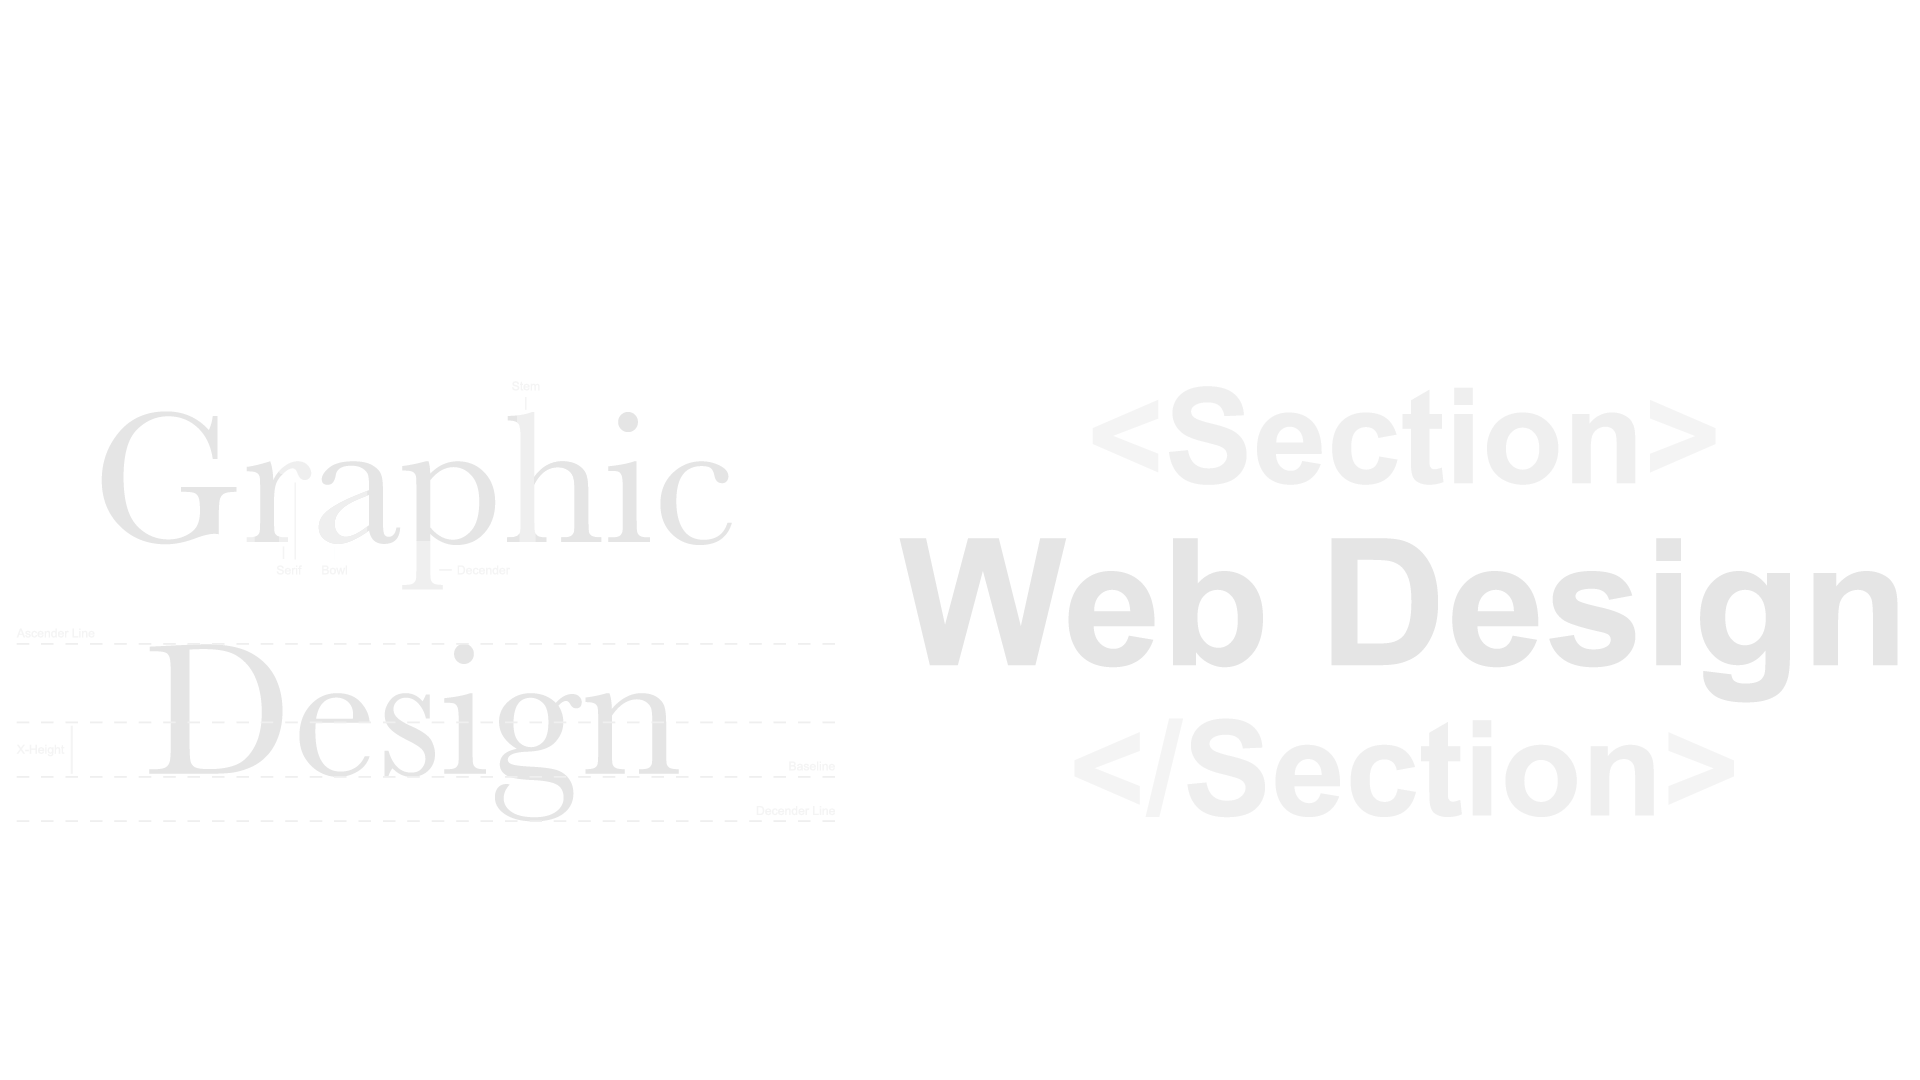 Stem
Graphic
Serif
Bowl
Decender
Ascender Line
Design
X-Height
Baseline
Decender Line
<Section>
Web Design
</Section>